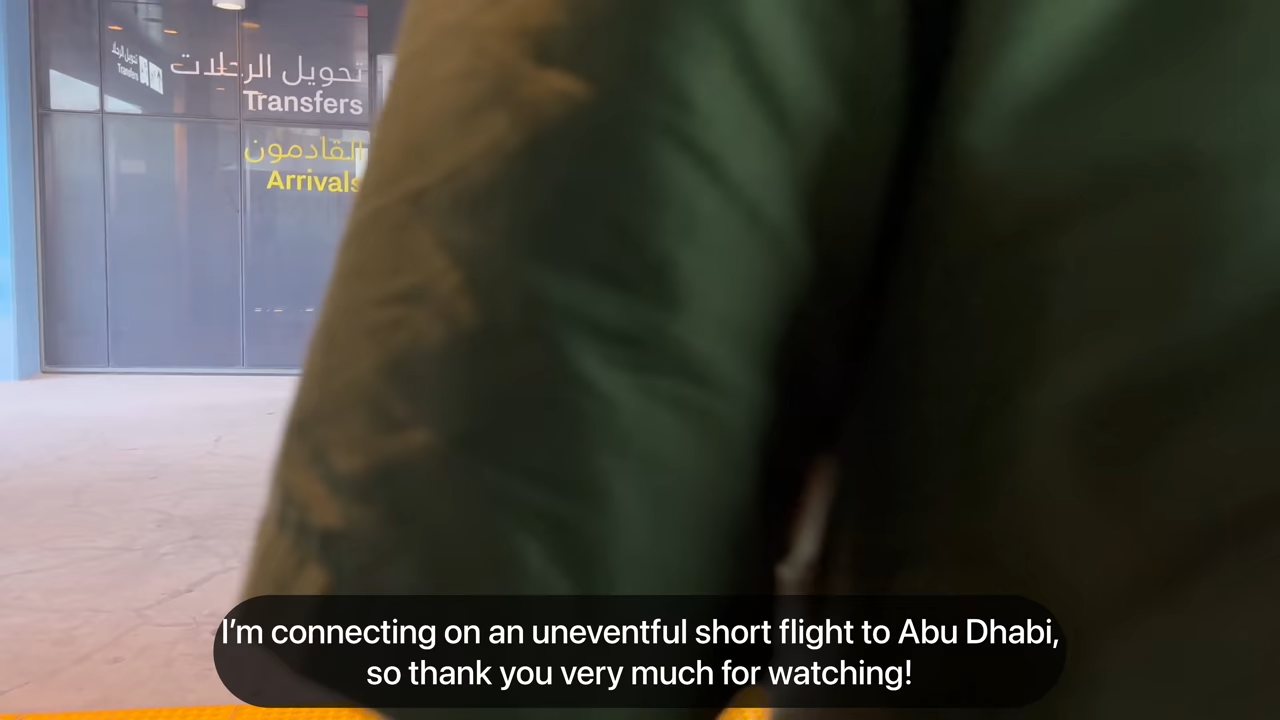 تحويل الرحلات
Transfers
القادمون
Arrivals
Transfers
I'm connecting on an uneventful short flight to Abu Dhabi,
so thank you very much for watching!